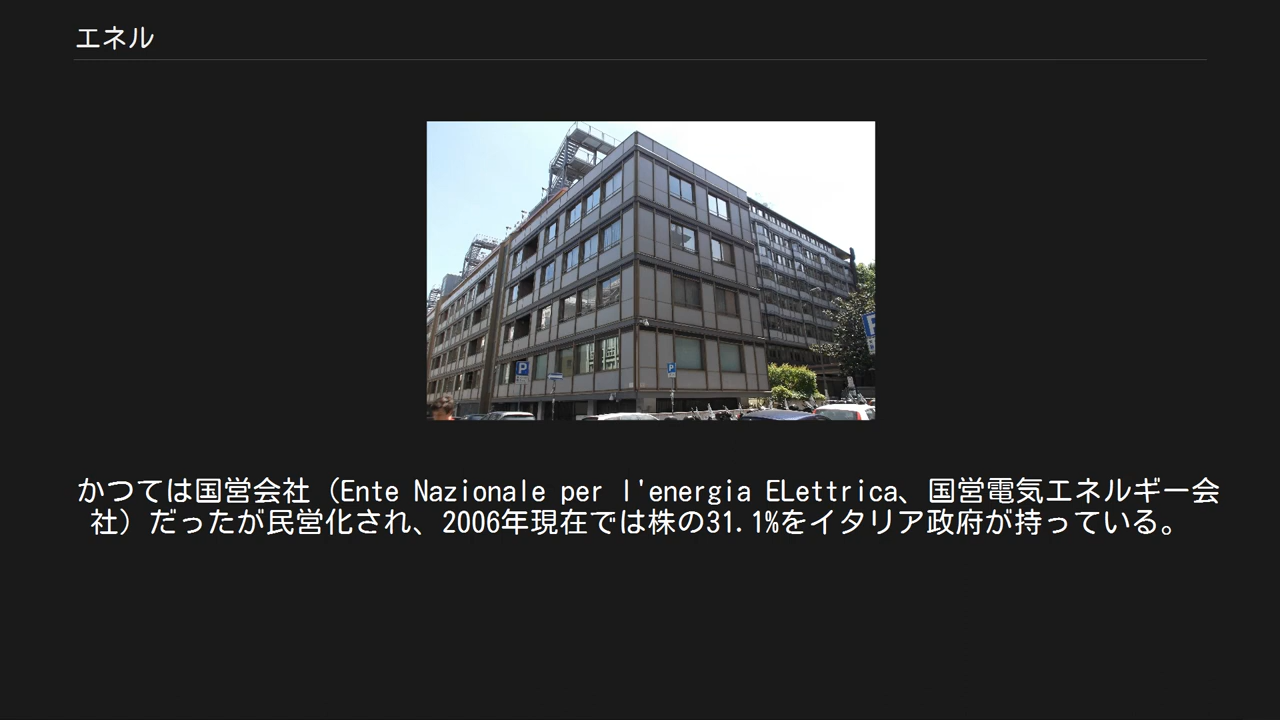 エネル
P
P
P
かつては国営会社（Ente Nazionale per l'energia ELettrica、国営電気エネルギー会
社）だったが民営化され、2006年現在では株の31.1%をイタリア政府が持っている。